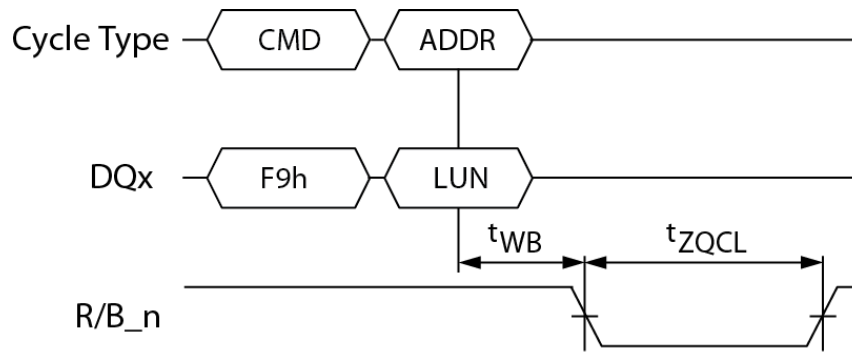 Cycle Type CMD ADDR
DQx F9h LUN
tWB tZQCL
R/B_n